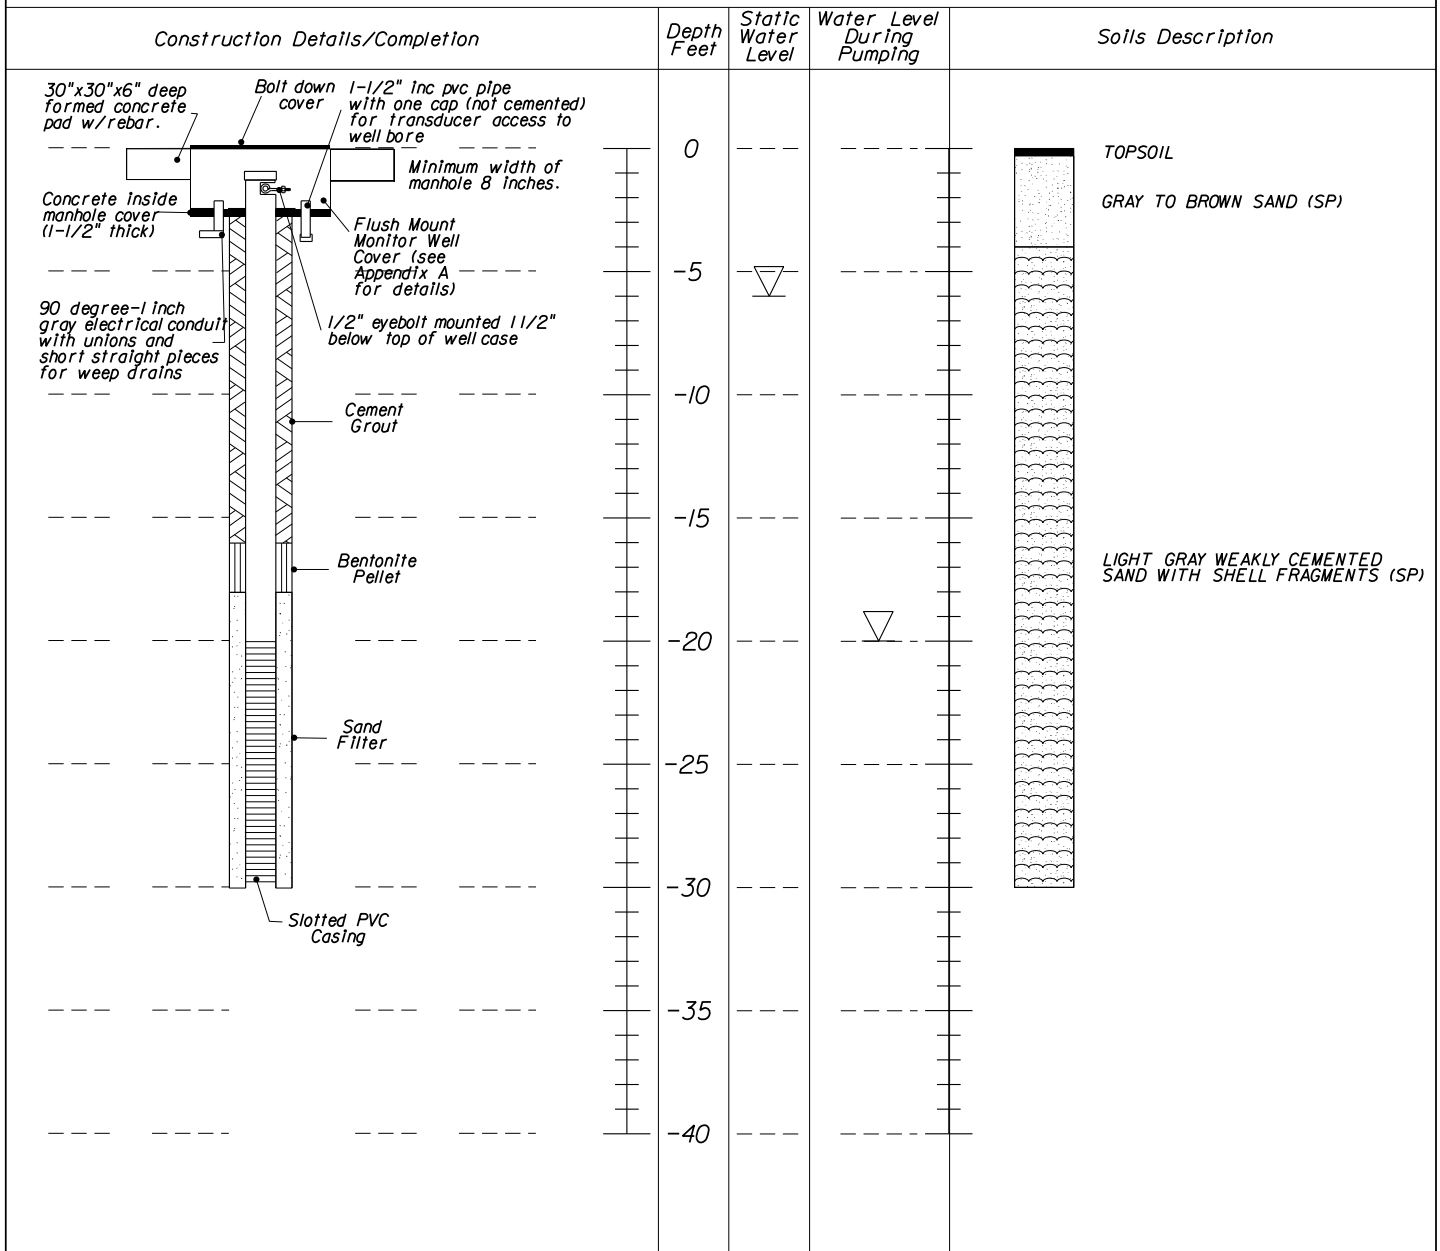 Construction Details/Completion
Depth
Feet
Static
Water
Level
Water Level
During
Pumping
Soils Description
30"x30"x6" deep
formed concrete
pad w/rebar.
Bolt down
cover
1-1/2" inc pvc pipe
with one cap (not cemented)
for transducer access to
well bore
Minimum width of
manhole 8 inches.
Concrete inside
manhole cover
(1-1/2" thick)
Flush Mount
Monitor Well
Cover (see
Appendix A
for details)
90 degree-1 inch
gray electrical conduit
with unions and
short straight pieces
for weep drains
1/2" eyebolt mounted 11/2"
below top of well case
Cement
Grout
Bentonite
Pellet
Sand
Filter
Slotted PVC
Casing
0
-5
-10
-15
-20
-25
-30
-35
-40
TOPSOIL
GRAY TO BROWN SAND (SP)
LIGHT GRAY WEAKLY CEMENTED
SAND WITH SHELL FRAGMENTS (SP)